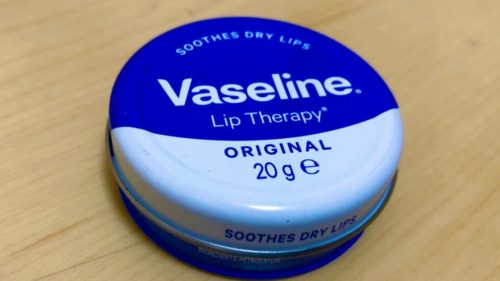 SOOTHES DRY LIPS
Vaseline®
Lip Therapy®
ORIGINAL
20 g ℮
SOOTHES DRY LIPS